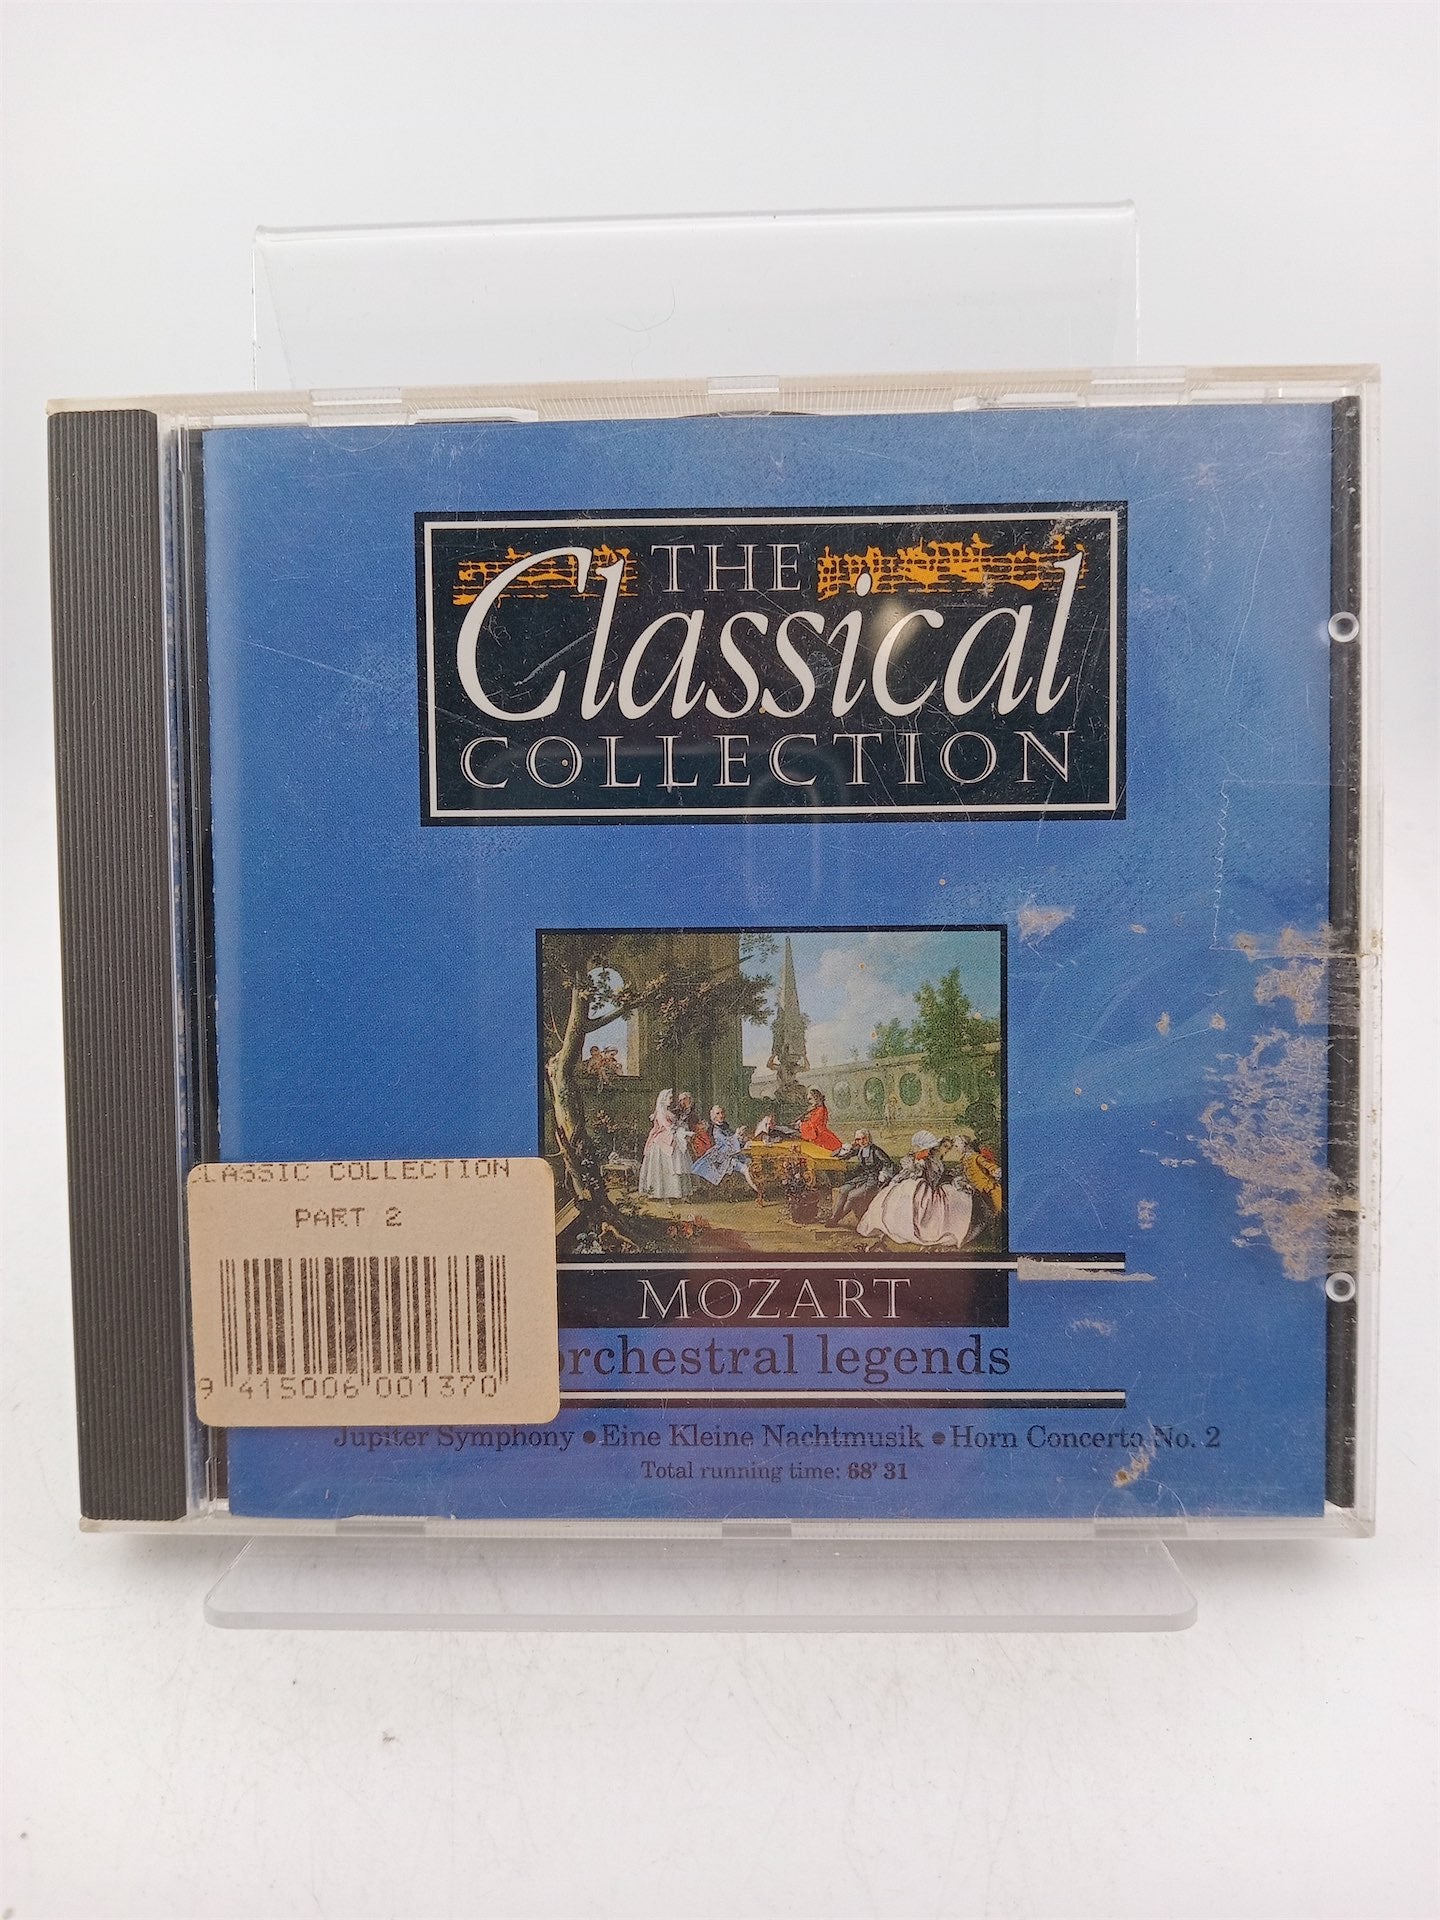 THE
Classical
COLLECTION
CLASSIC COLLECTION
PART 2
9 415006 001370
MOZART
orchestral legends
Jupiter Symphony • Eine Kleine Nachtmusik • Horn Concerto No. 2
Total running time: 68' 31